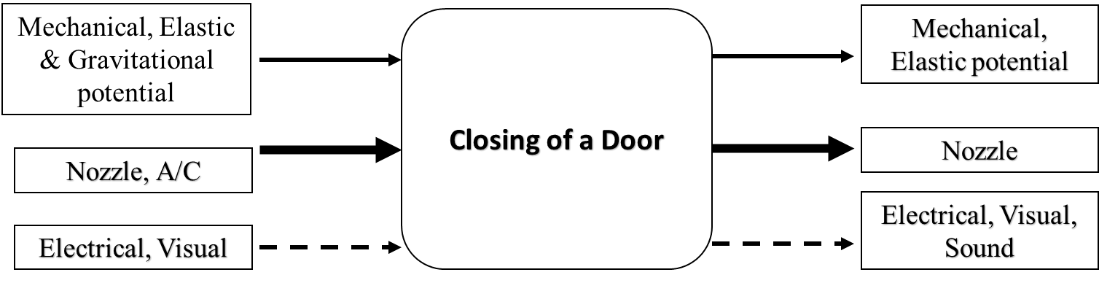 Mechanical, Elastic
& Gravitational
potential
Nozzle, A/C
Electrical, Visual
Closing of a Door
Mechanical,
Elastic potential
Nozzle
Electrical, Visual,
Sound